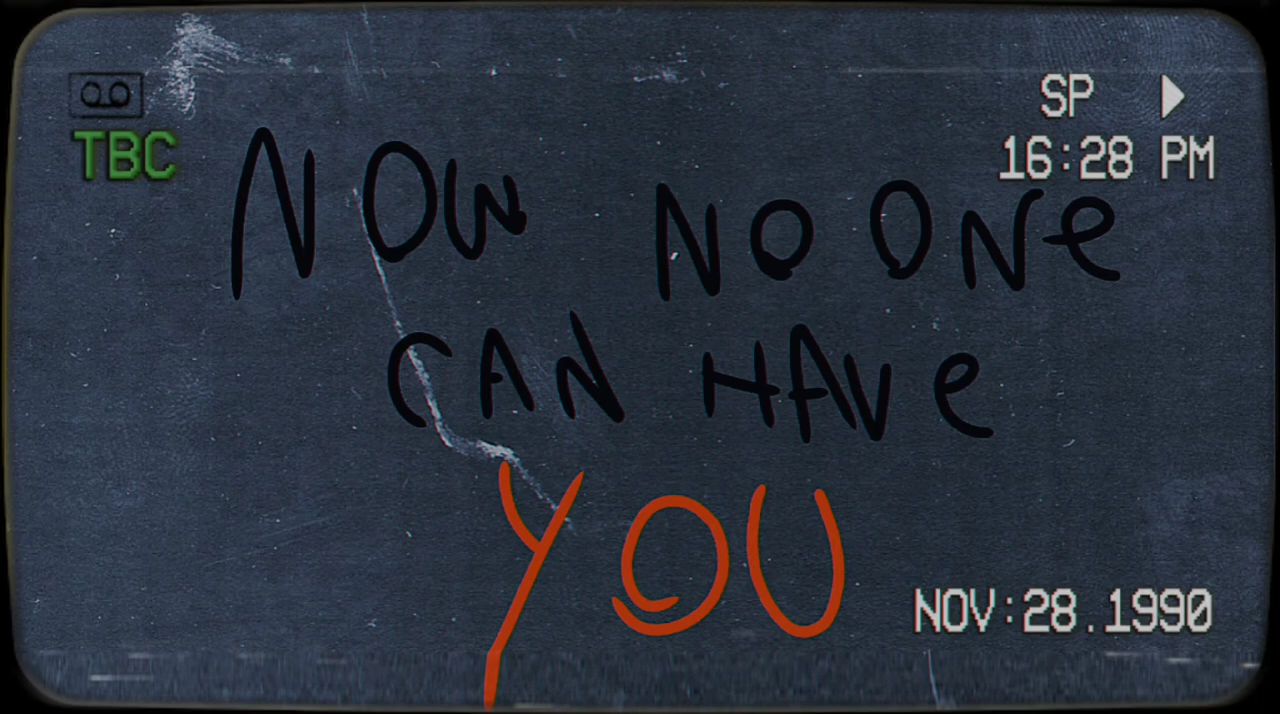 SP
TBC
16:28 PM
NOW NO ONe
CAN HAVe
YOU
NOV:28.1990